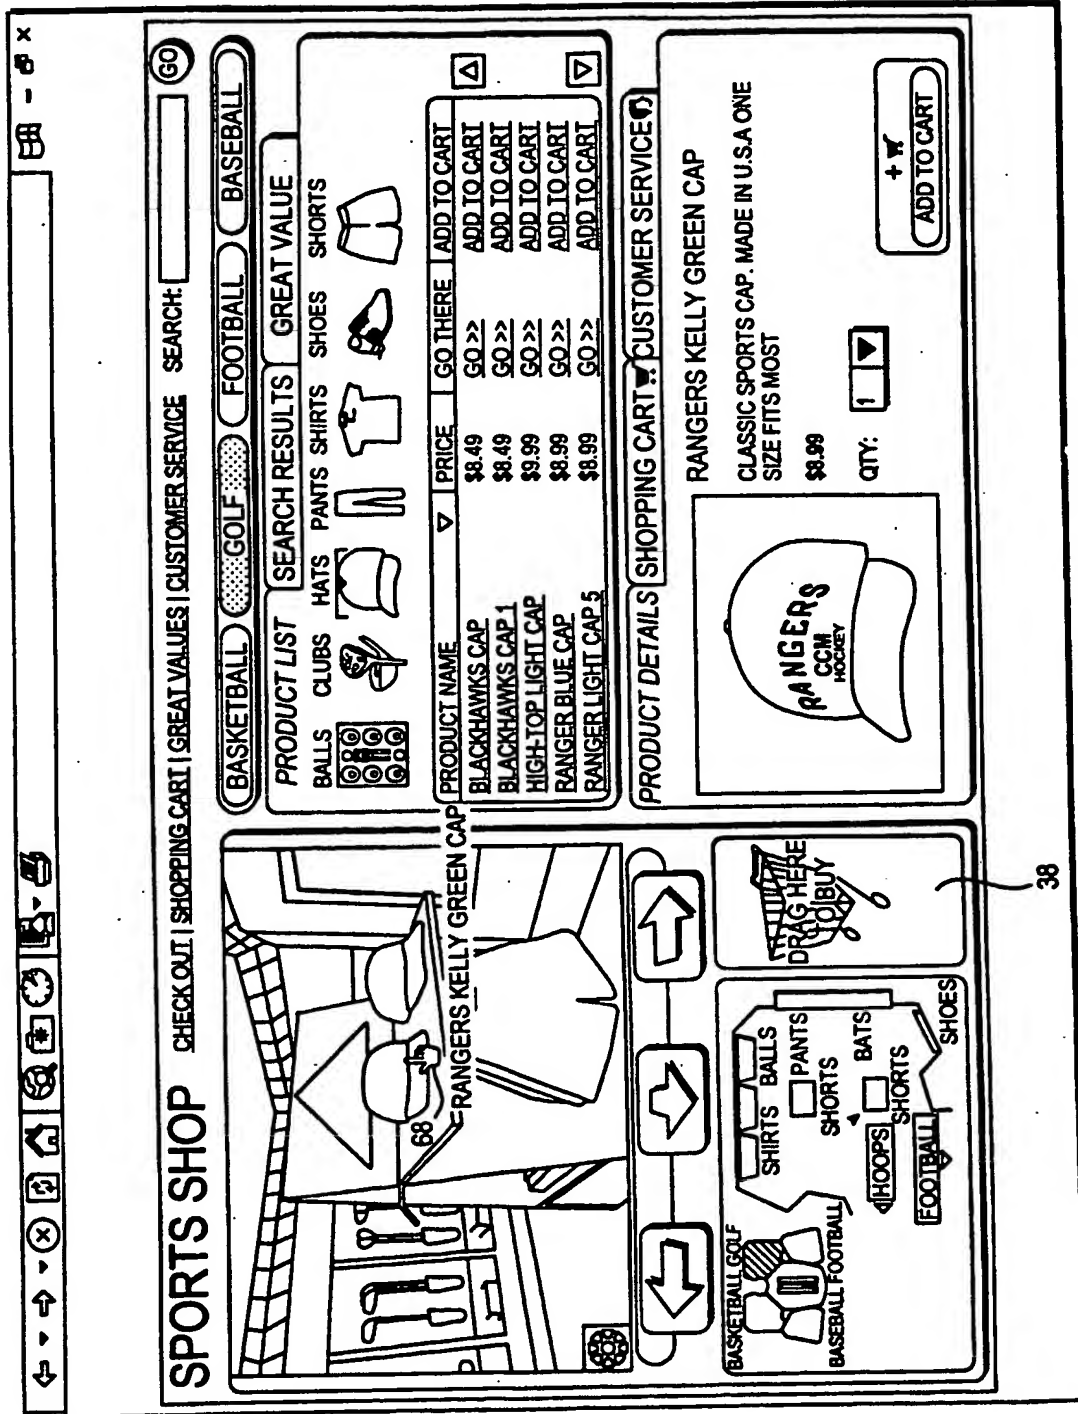 SPORTS SHOP
CHECK OUT | SHOPPING CART | GREAT VALUES | CUSTOMER SERVICE SEARCH: GO
BASKETBALL GOLF FOOTBALL BASEBALL
PRODUCT LIST SEARCH RESULTS GREAT VALUE
BALLS CLUBS HATS PANTS SHIRTS SHOES SHORTS
PRODUCT NAME PRICE GO THERE ADD TO CART
BLACKHAWKS CAP $8.49 GO >> ADD TO CART
BLACKHAWKS CAP 1 $8.49 GO >> ADD TO CART
HIGH-TOP LIGHT CAP $9.99 GO >> ADD TO CART
RANGER BLUE CAP $8.99 GO >> ADD TO CART
RANGER LIGHT CAP 5 $8.99 GO >> ADD TO CART
68
RANGERS KELLY GREEN CAP
PRODUCT DETAILS SHOPPING CART CUSTOMER SERVICE
RANGERS KELLY GREEN CAP
CLASSIC SPORTS CAP. MADE IN U.S.A ONE
SIZE FITS MOST
$8.99
QTY: 1
+
ADD TO CART
RANGERS
CCM
HOCKEY
BASKETBALL GOLF
BASEBALL FOOTBALL
SHIRTS BALLS
PANTS
SHORTS
BATS
HOOPS
SHORTS
FOOTBALL
SHOES
DRAG HERE
TO BUY
38